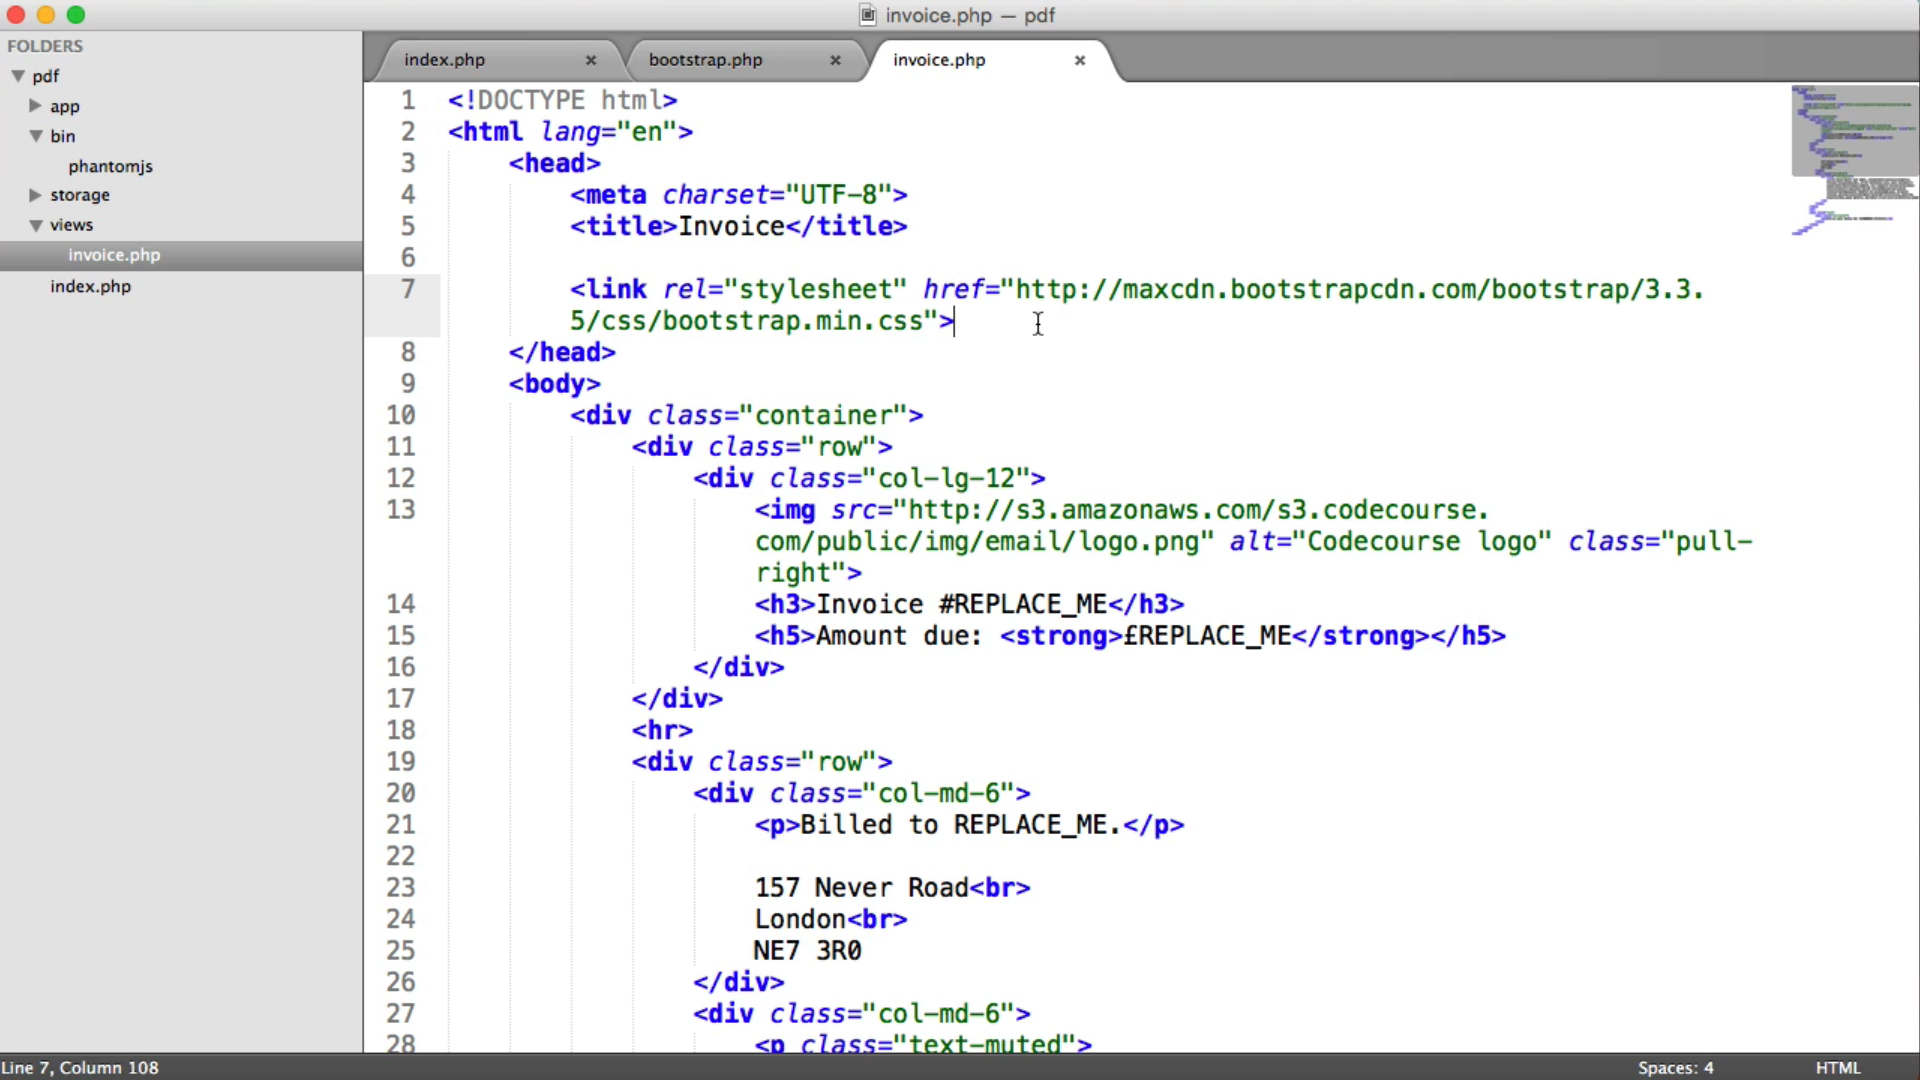 invoice.php — pdf
FOLDERS
pdf
app
bin
phantomjs
storage
views
invoice.php
index.php
index.php ×
bootstrap.php ×
invoice.php ×
1 <!DOCTYPE html>
2 <html lang="en">
3 <head>
4 <meta charset="UTF-8">
5 <title>Invoice</title>
6
7 <link rel="stylesheet" href="http://maxcdn.bootstrapcdn.com/bootstrap/3.3.
5/css/bootstrap.min.css">
8 </head>
9 <body>
10 <div class="container">
11 <div class="row">
12 <div class="col-lg-12">
13 <img src="http://s3.amazonaws.com/s3.codecourse.
com/public/img/email/logo.png" alt="Codecourse logo" class="pull-
right">
14 <h3>Invoice #REPLACE_ME</h3>
15 <h5>Amount due: <strong>£REPLACE_ME</strong></h5>
16 </div>
17 </div>
18 <hr>
19 <div class="row">
20 <div class="col-md-6">
21 <p>Billed to REPLACE_ME.</p>
22
23 157 Never Road<br>
24 London<br>
25 NE7 3R0
26 </div>
27 <div class="col-md-6">
28 <p class="text-muted">
Line 7, Column 108
Spaces: 4
HTML